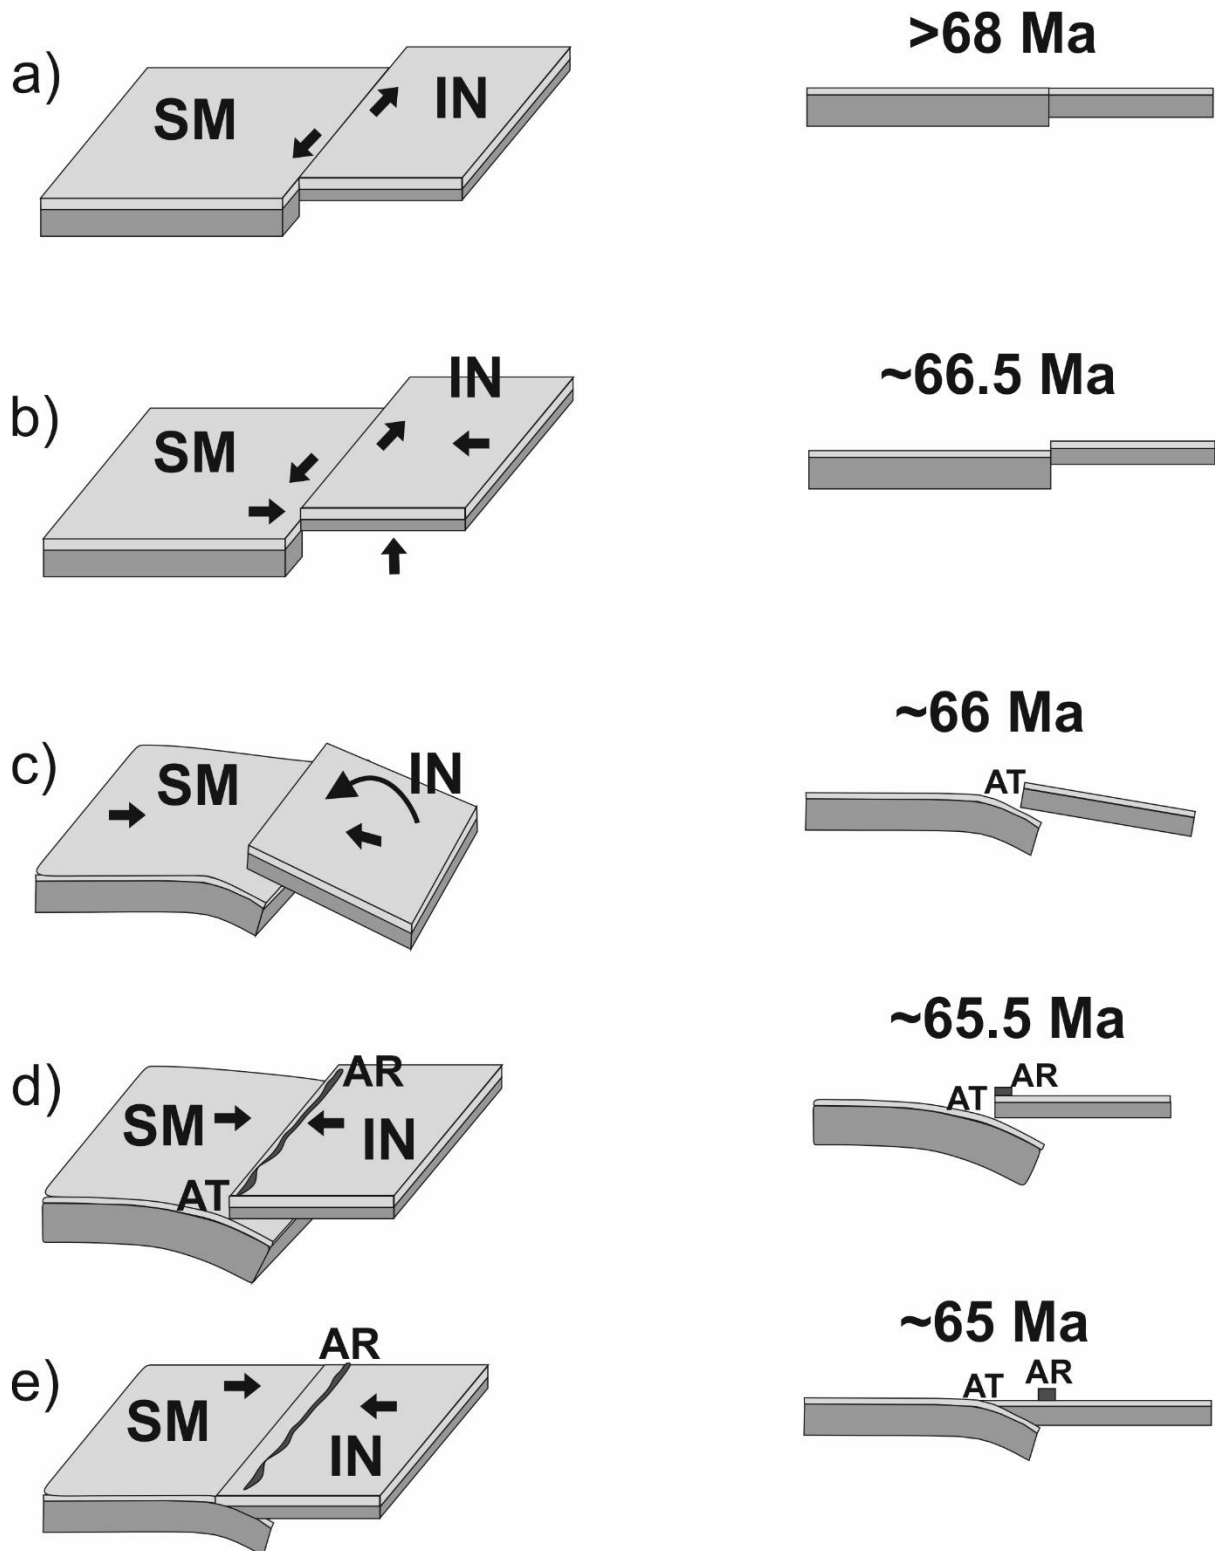 >68 Ma
a)
SM
IN
~66.5 Ma
b)
SM
IN
~66 Ma
c)
SM
IN
AT
~65.5 Ma
d)
SM
AR
IN
AT
AR
AT
~65 Ma
e)
SM
AR
IN
AT
AR